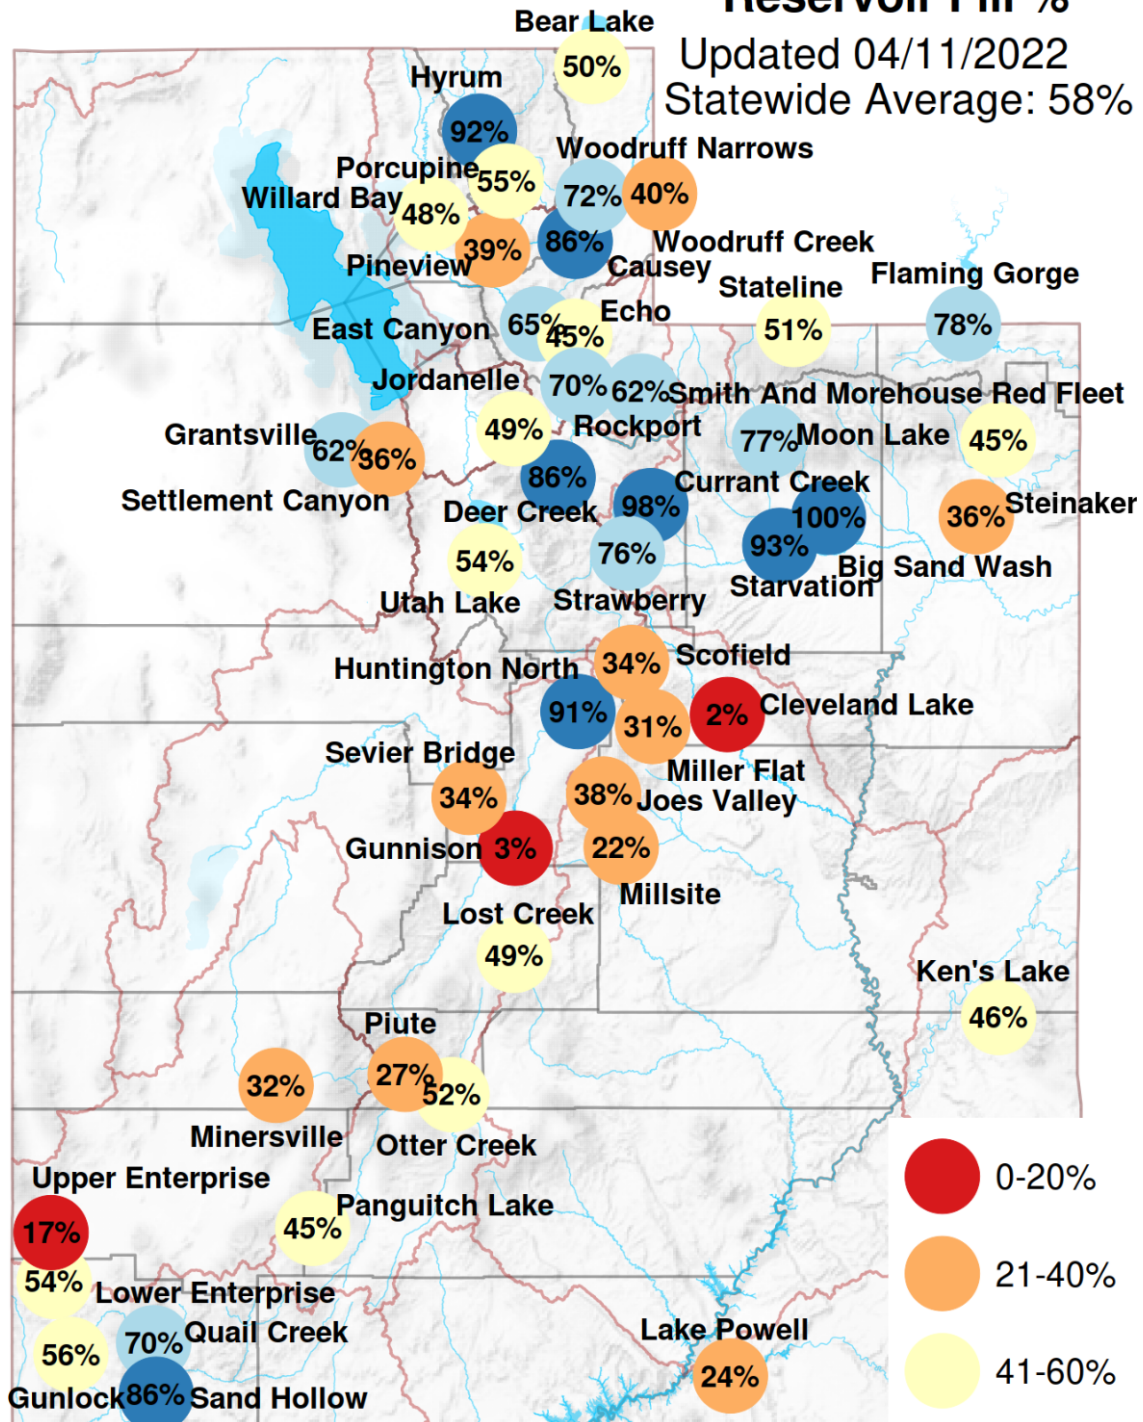 Reservoir Fill %
Updated 04/11/2022
Statewide Average: 58%
Bear Lake
50%
Hyrum
92%
Woodruff Narrows
Porcupine
55%
72%
40%
Willard Bay
48%
39%
86%
Woodruff Creek
Pineview
Causey
Stateline
Flaming Gorge
Echo
East Canyon
65%
45%
51%
78%
Jordanelle
70%
62%
Smith And Morehouse
Red Fleet
49%
Rockport
Grantsville
62%
36%
77%
Moon Lake
45%
86%
Currant Creek
Settlement Canyon
Deer Creek
98%
100%
36%
Steinaker
54%
76%
93%
Big Sand Wash
Starvation
Utah Lake
Strawberry
Huntington North
34%
Scofield
91%
31%
2%
Cleveland Lake
Sevier Bridge
Miller Flat
34%
38%
Joes Valley
Gunnison
3%
22%
Millsite
Lost Creek
49%
Ken's Lake
46%
Piute
32%
27%
52%
Minersville
Otter Creek
Upper Enterprise
0-20%
Panguitch Lake
17%
45%
54%
21-40%
Lower Enterprise
Quail Creek
56%
70%
Lake Powell
24%
41-60%
Gunlock
86%
Sand Hollow